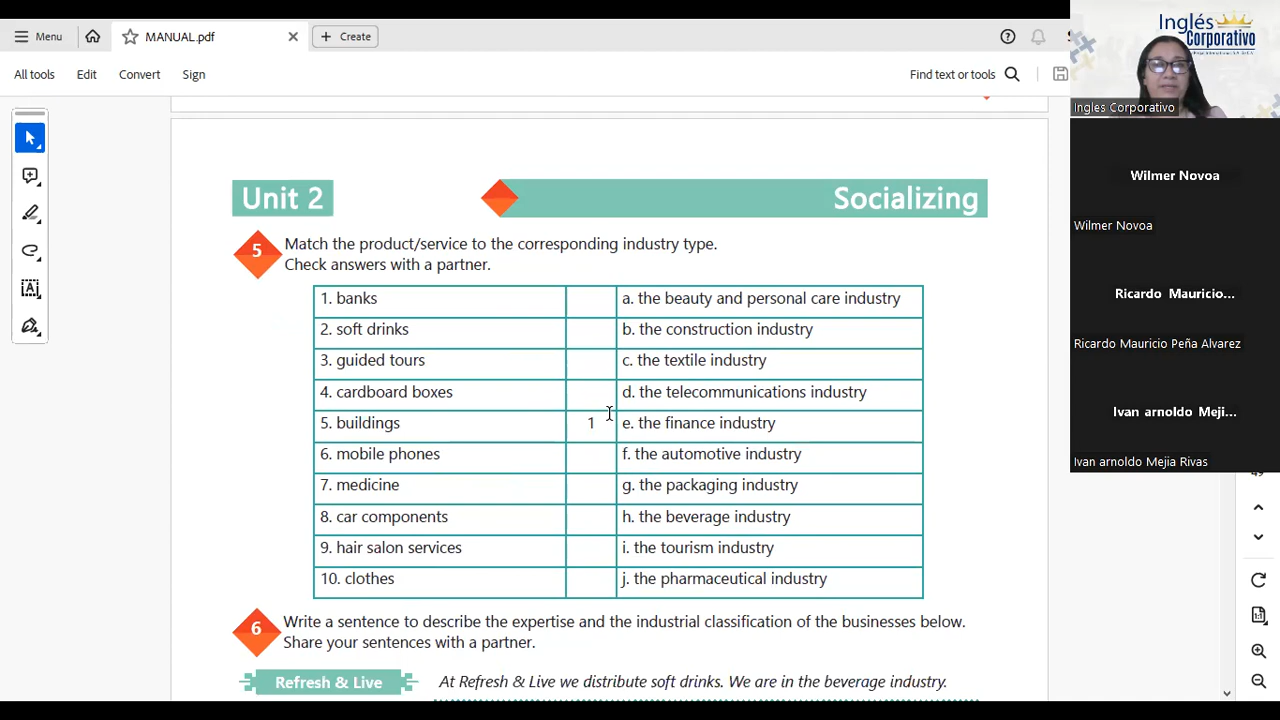 Menu
MANUAL.pdf
Create
All tools
Edit
Convert
Sign
Find text or tools
Unit 2
Socializing
5
Match the product/service to the corresponding industry type.
Check answers with a partner.
1. banks
a. the beauty and personal care industry
2. soft drinks
b. the construction industry
3. guided tours
c. the textile industry
4. cardboard boxes
d. the telecommunications industry
5. buildings
1
e. the finance industry
6. mobile phones
f. the automotive industry
7. medicine
g. the packaging industry
8. car components
h. the beverage industry
9. hair salon services
i. the tourism industry
10. clothes
j. the pharmaceutical industry
6
Write a sentence to describe the expertise and the industrial classification of the businesses below.
Share your sentences with a partner.
Refresh & Live
At Refresh & Live we distribute soft drinks. We are in the beverage industry.
Inglés
Corporativo
Ingles Corporativo
Wilmer Novoa
Wilmer Novoa
Ricardo Mauricio...
Ricardo Mauricio Peña Alvarez
Ivan arnoldo Meji...
Ivan arnoldo Mejia Rivas